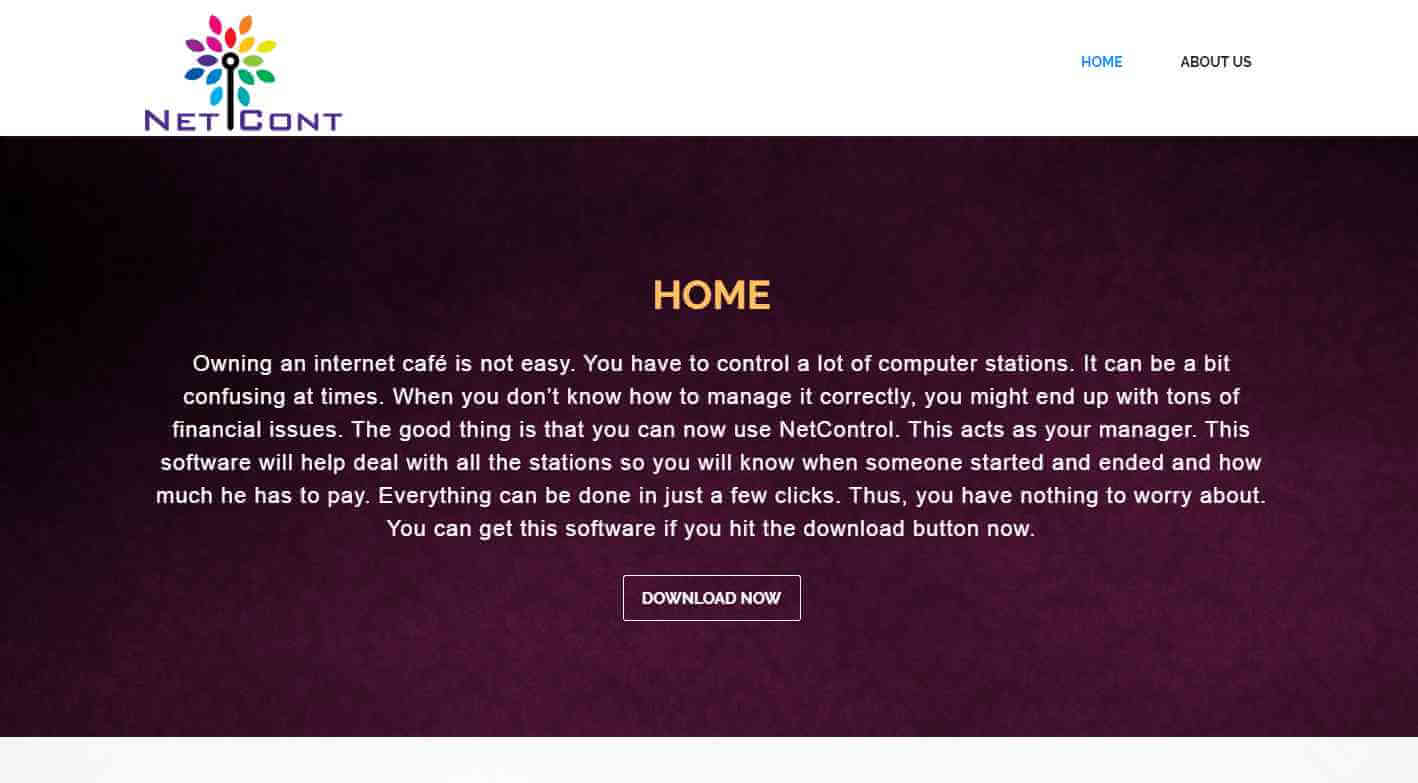 NET CONT
HOME
ABOUT US
HOME
Owning an internet café is not easy. You have to control a lot of computer stations. It can be a bit
confusing at times. When you don't know how to manage it correctly, you might end up with tons of
financial issues. The good thing is that you can now use NetControl. This acts as your manager. This
software will help deal with all the stations so you will know when someone started and ended and how
much he has to pay. Everything can be done in just a few clicks. Thus, you have nothing to worry about.
You can get this software if you hit the download button now.
DOWNLOAD NOW